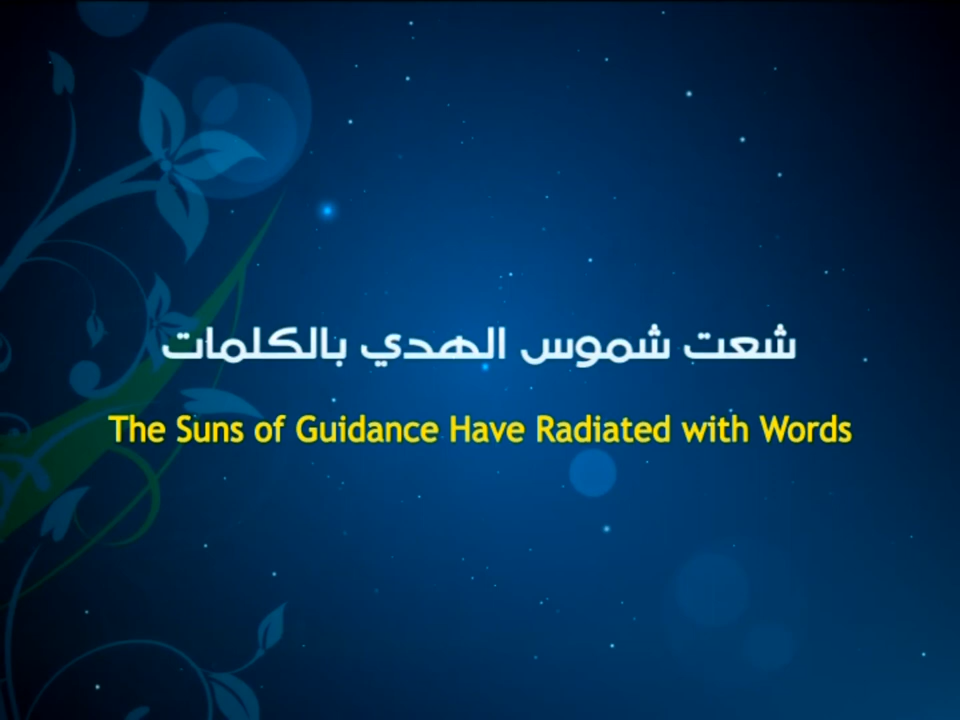 شعت شموس الهدي بالكلمات
The Suns of Guidance Have Radiated with Words